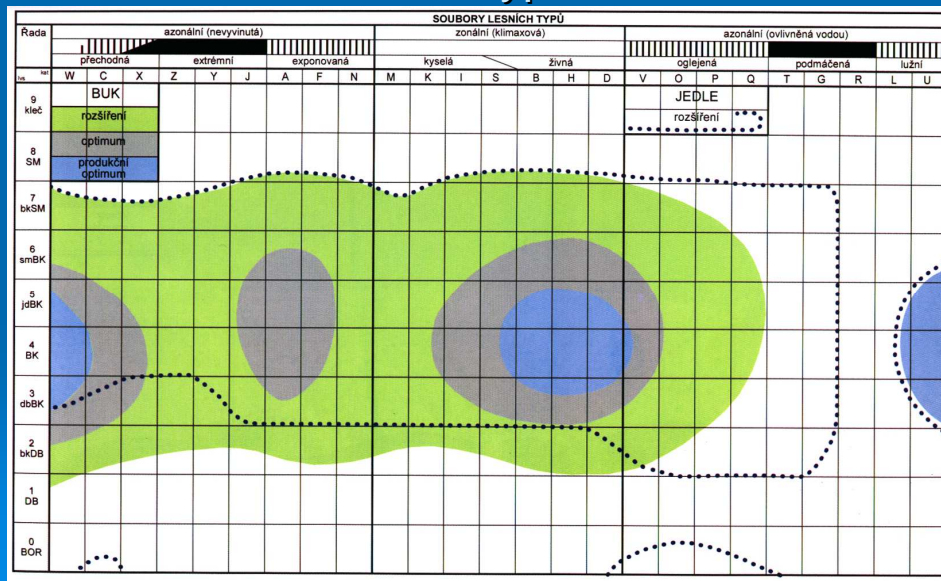 SOUBORY LESNÍCH TYPŮ
Řada azonální (nevyvinutá) zonální (klimaxová) azonální (ovlivněná vodou)
přechodná extrémní exponovaná kyselá živná oglejená podmáčená lužní
lvs kat W C X Z Y J A F N M K I S B H D V O P Q T G R L U
9
kleč
BUK
JEDLE
rozšíření
rozšíření
optimum
8
SM
produkční
optimum
7
bkSM
6
smBK
5
jdBK
4
BK
3
dbBK
2
bkDB
1
DB
0
BOR